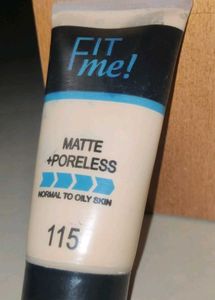 FIT
me!
MATTE
+PORELESS
NORMAL TO OILY SKIN
115